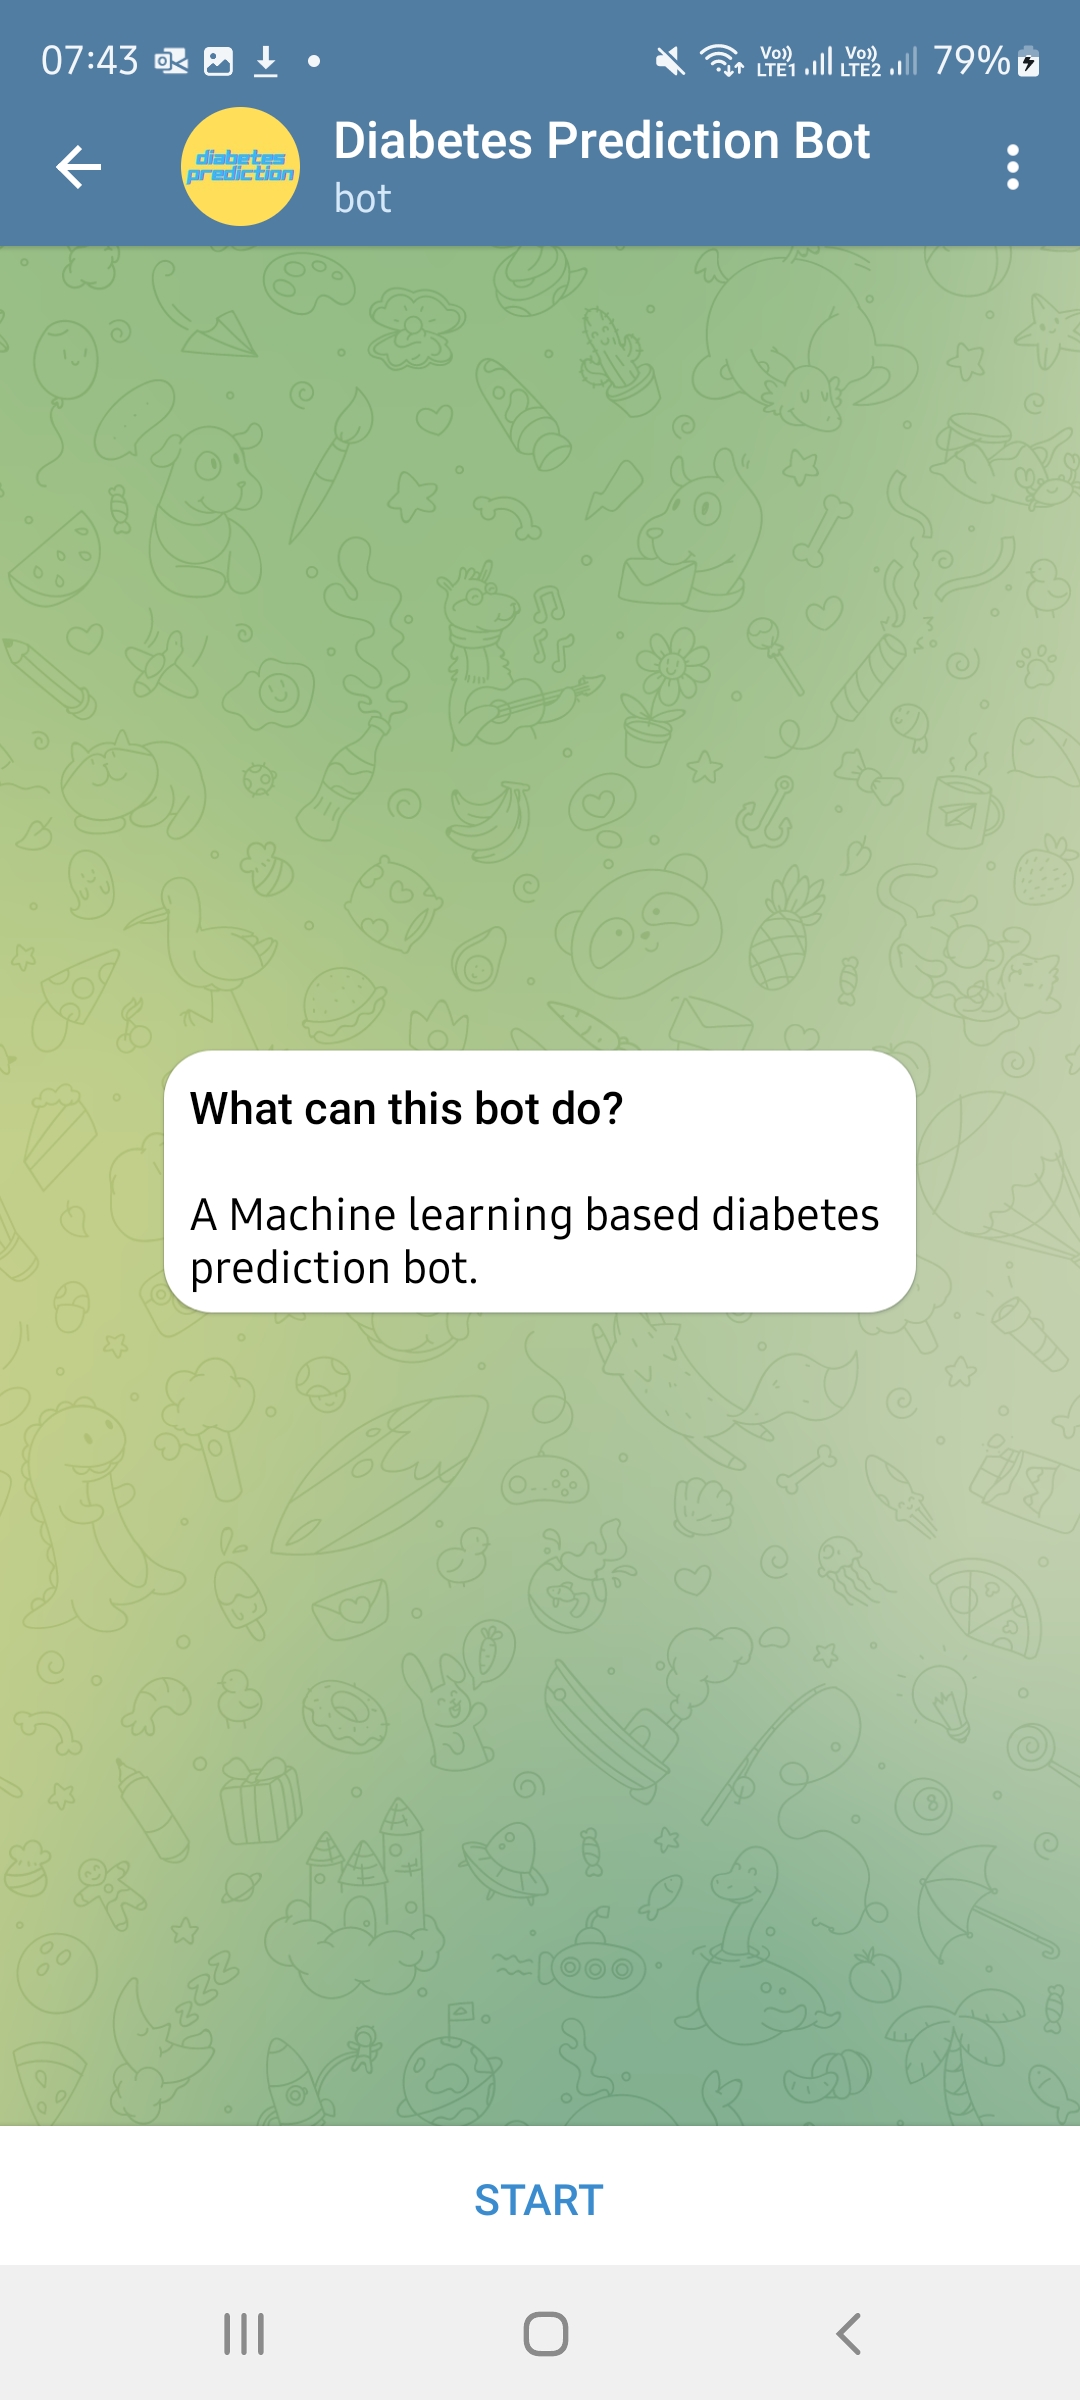 07:43
Vo)) LTE1
Vo)) LTE2
79%
diabetes
prediction
Diabetes Prediction Bot
bot
What can this bot do?
A Machine learning based diabetes
prediction bot.
START